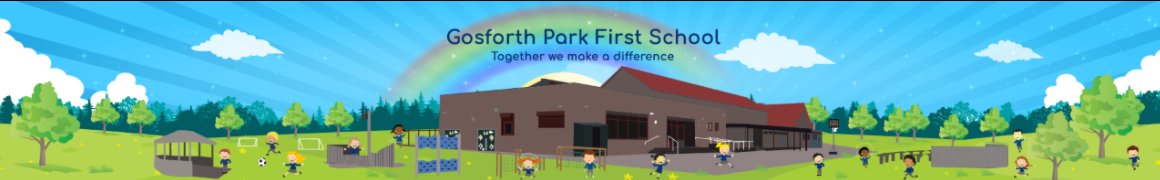 Gosforth Park First School
Together we make a difference